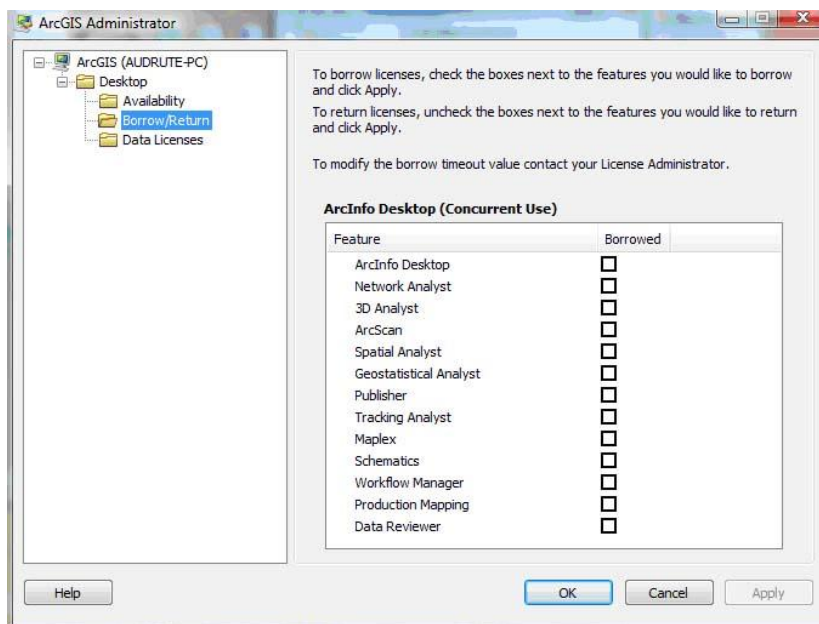 ArcGIS Administrator
ArcGIS (AUDRUTE-PC)
Desktop
Availability
Borrow/Return
Data Licenses
To borrow licenses, check the boxes next to the features you would like to borrow
and click Apply.
To return licenses, uncheck the boxes next to the features you would like to return
and click Apply.
To modify the borrow timeout value contact your License Administrator.
ArcInfo Desktop (Concurrent Use)
Feature Borrowed
ArcInfo Desktop
Network Analyst
3D Analyst
ArcScan
Spatial Analyst
Geostatistical Analyst
Publisher
Tracking Analyst
Maplex
Schematics
Workflow Manager
Production Mapping
Data Reviewer
Help OK Cancel Apply